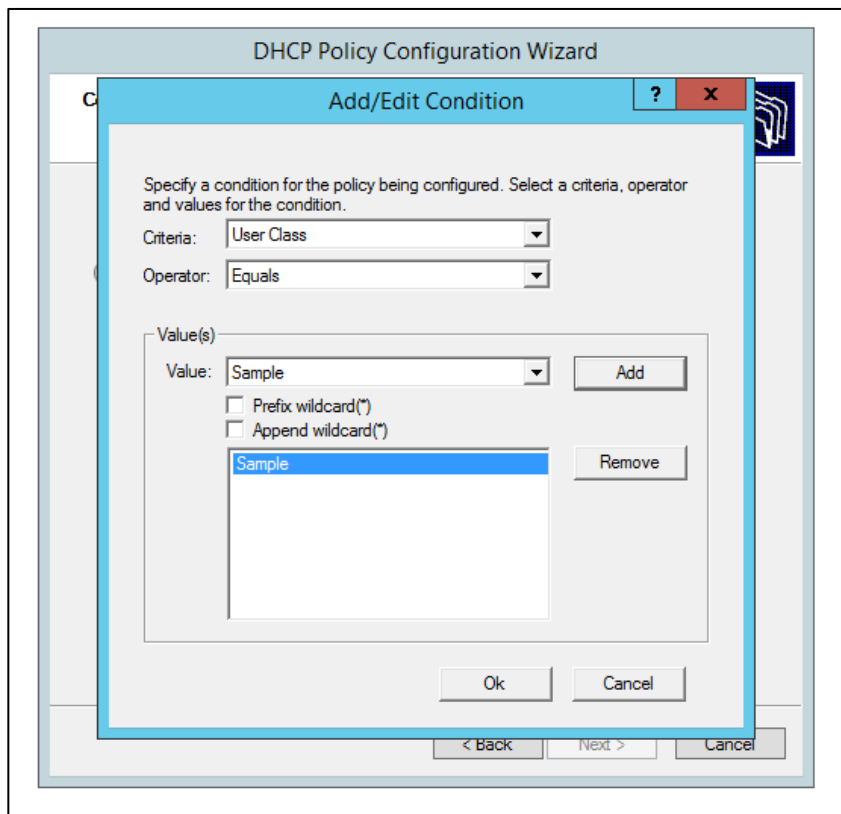 DHCP Policy Configuration Wizard
C
Add/Edit Condition
?
x
Specify a condition for the policy being configured. Select a criteria, operator
and values for the condition.
Criteria: User Class
Operator: Equals
Value(s)
Value: Sample Add
Prefix wildcard(*)
Append wildcard(*)
Sample Remove
Ok Cancel
< Back Next > Cancel